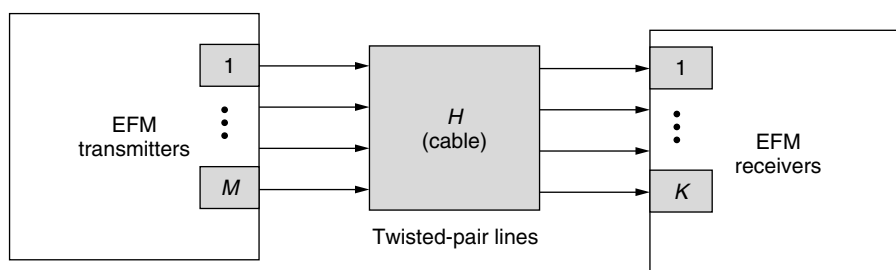 EFM
transmitters
1
M
H
(cable)
Twisted-pair lines
1
K
EFM
receivers